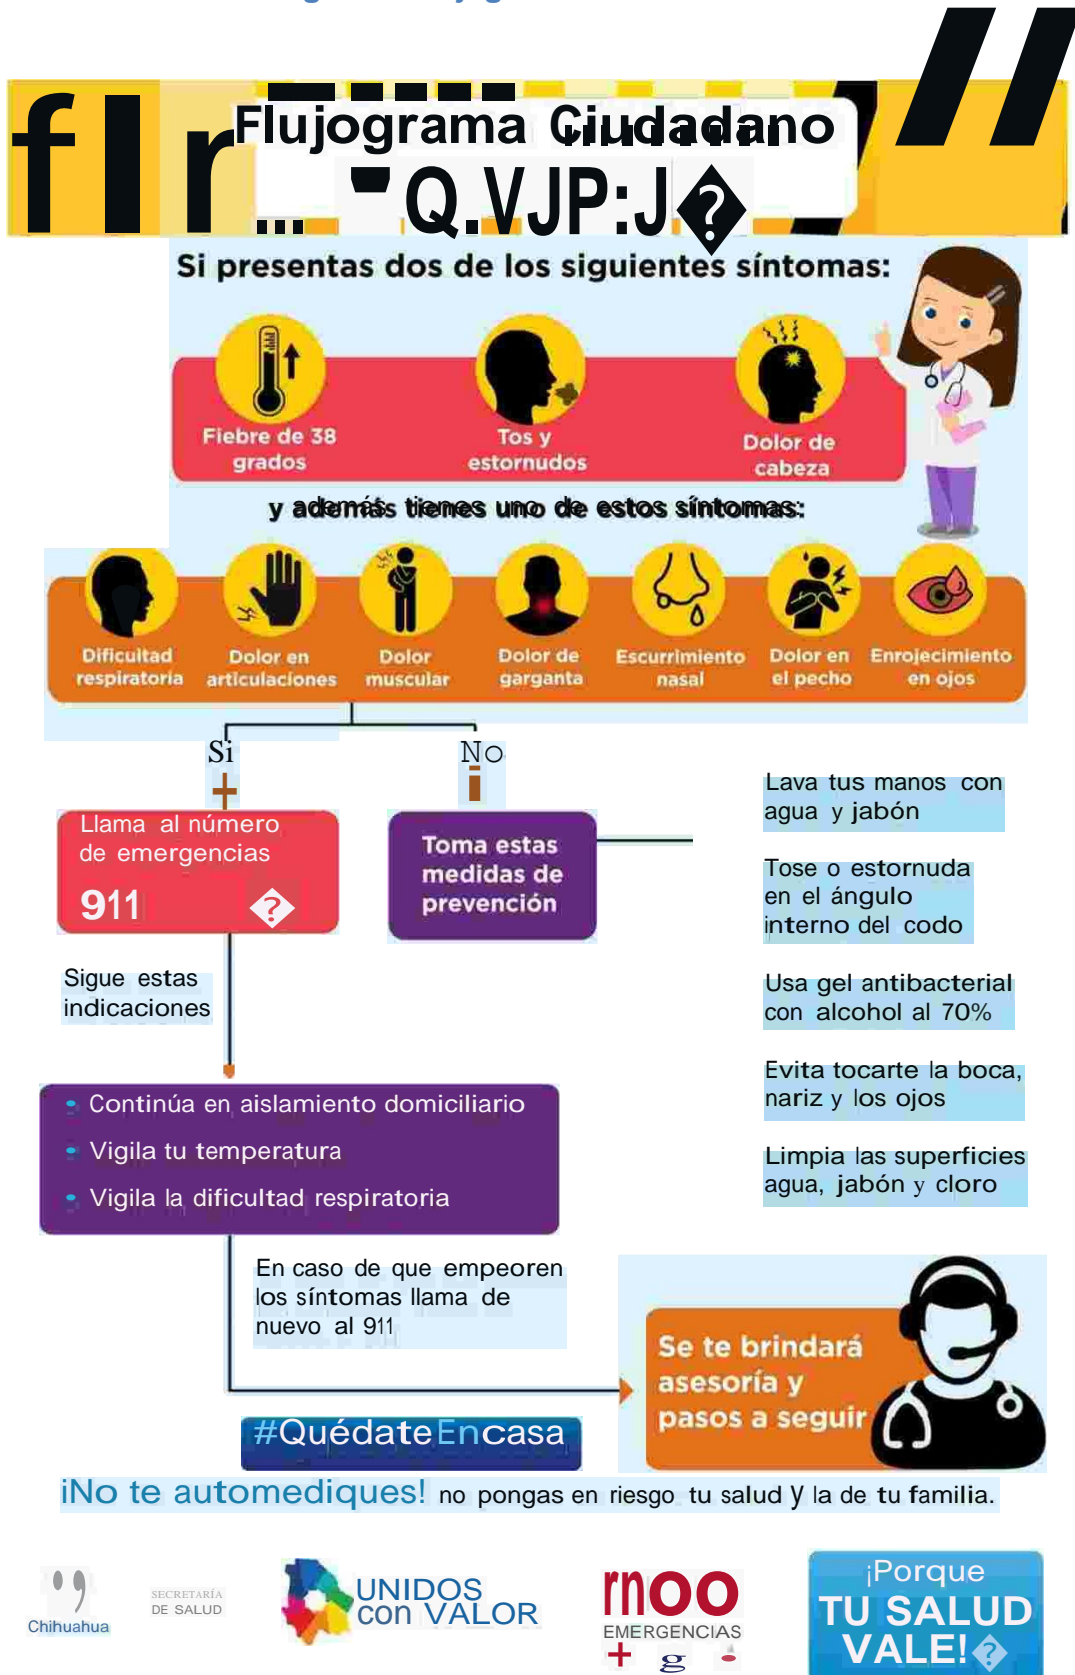 Flujograma Ciudadano
Si presentas dos de los siguientes síntomas:
Fiebre de 38
grados
Tos y
estornudos
Dolor de
cabeza
y además tienes uno de estos síntomas:
Dificultad
respiratoria
Dolor en
articulaciones
Dolor
muscular
Dolor de
garganta
Escurrimiento
nasal
Dolor en
el pecho
Enrojecimiento
en ojos
Si
No
Llama al número
de emergencias
911
Toma estas
medidas de
prevención
Lava tus manos con
agua y jabón
Tose o estornuda
en el ángulo
interno del codo
Usa gel antibacterial
con alcohol al 70%
Evita tocarte la boca,
nariz y los ojos
Limpia las superficies
agua, jabón y cloro
Sigue estas
indicaciones
• Continúa en aislamiento domiciliario
• Vigila tu temperatura
• Vigila la dificultad respiratoria
En caso de que empeoren
los síntomas llama de
nuevo al 911
Se te brindará
asesoría y
pasos a seguir
#QuédateEncasa
¡No te automediques! no pongas en riesgo tu salud y la de tu familia.
Chihuahua
SECRETARÍA
DE SALUD
UNIDOS
con VALOR
EMERGENCIAS
¡Porque
TU SALUD
VALE!